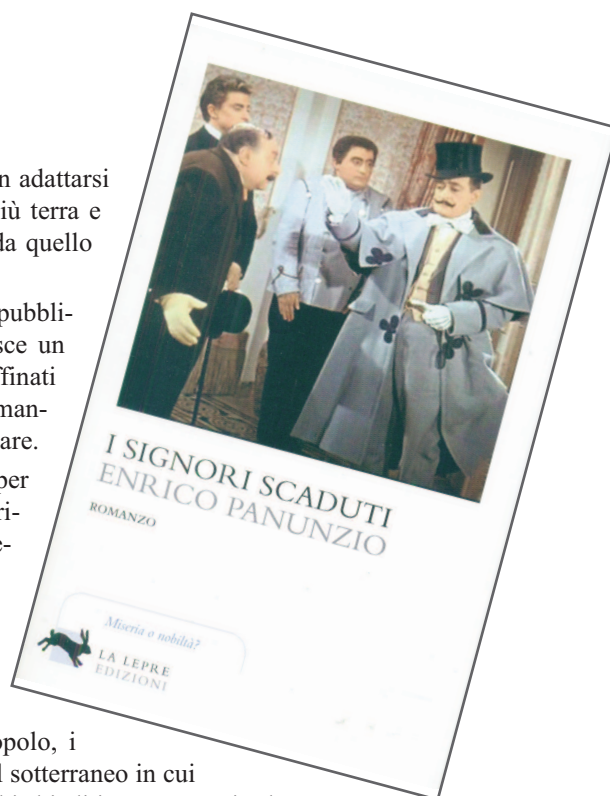 n adattarsi
iù terra e
da quello
pubbli-
sce un
ffinati
man-
are.
per
ri-
e-
opolo, i
l sotterraneo in cui
I SIGNORI SCADUTI
ENRICO PANUNZIO
ROMANZO
Miseria o nobiltà?
LA LEPRE
EDIZIONI